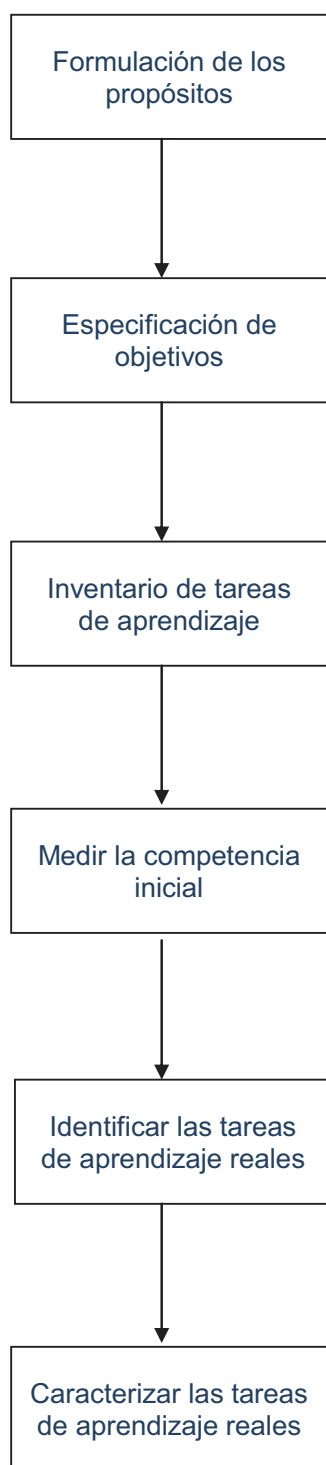 Formulación de los
propósitos
Especificación de
objetivos
Inventario de tareas
de aprendizaje
Medir la competencia
inicial
Identificar las tareas
de aprendizaje reales
Caracterizar las tareas
de aprendizaje reales